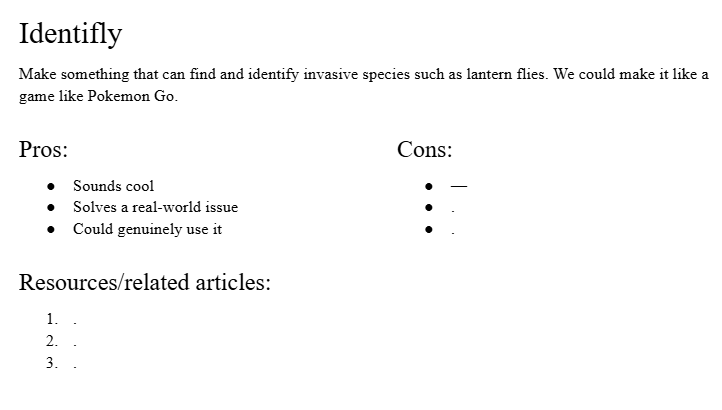 Identifly
Make something that can find and identify invasive species such as lantern flies. We could make it like a
game like Pokemon Go.
Pros:
● Sounds cool
● Solves a real-world issue
● Could genuinely use it
Cons:
● —
● .
● .
Resources/related articles:
1. .
2. .
3. .